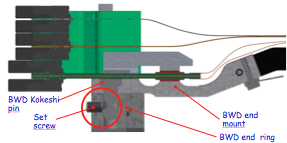 BWD Kokeshi
pin
Set
screw
BWD end
mount
BWD end ring